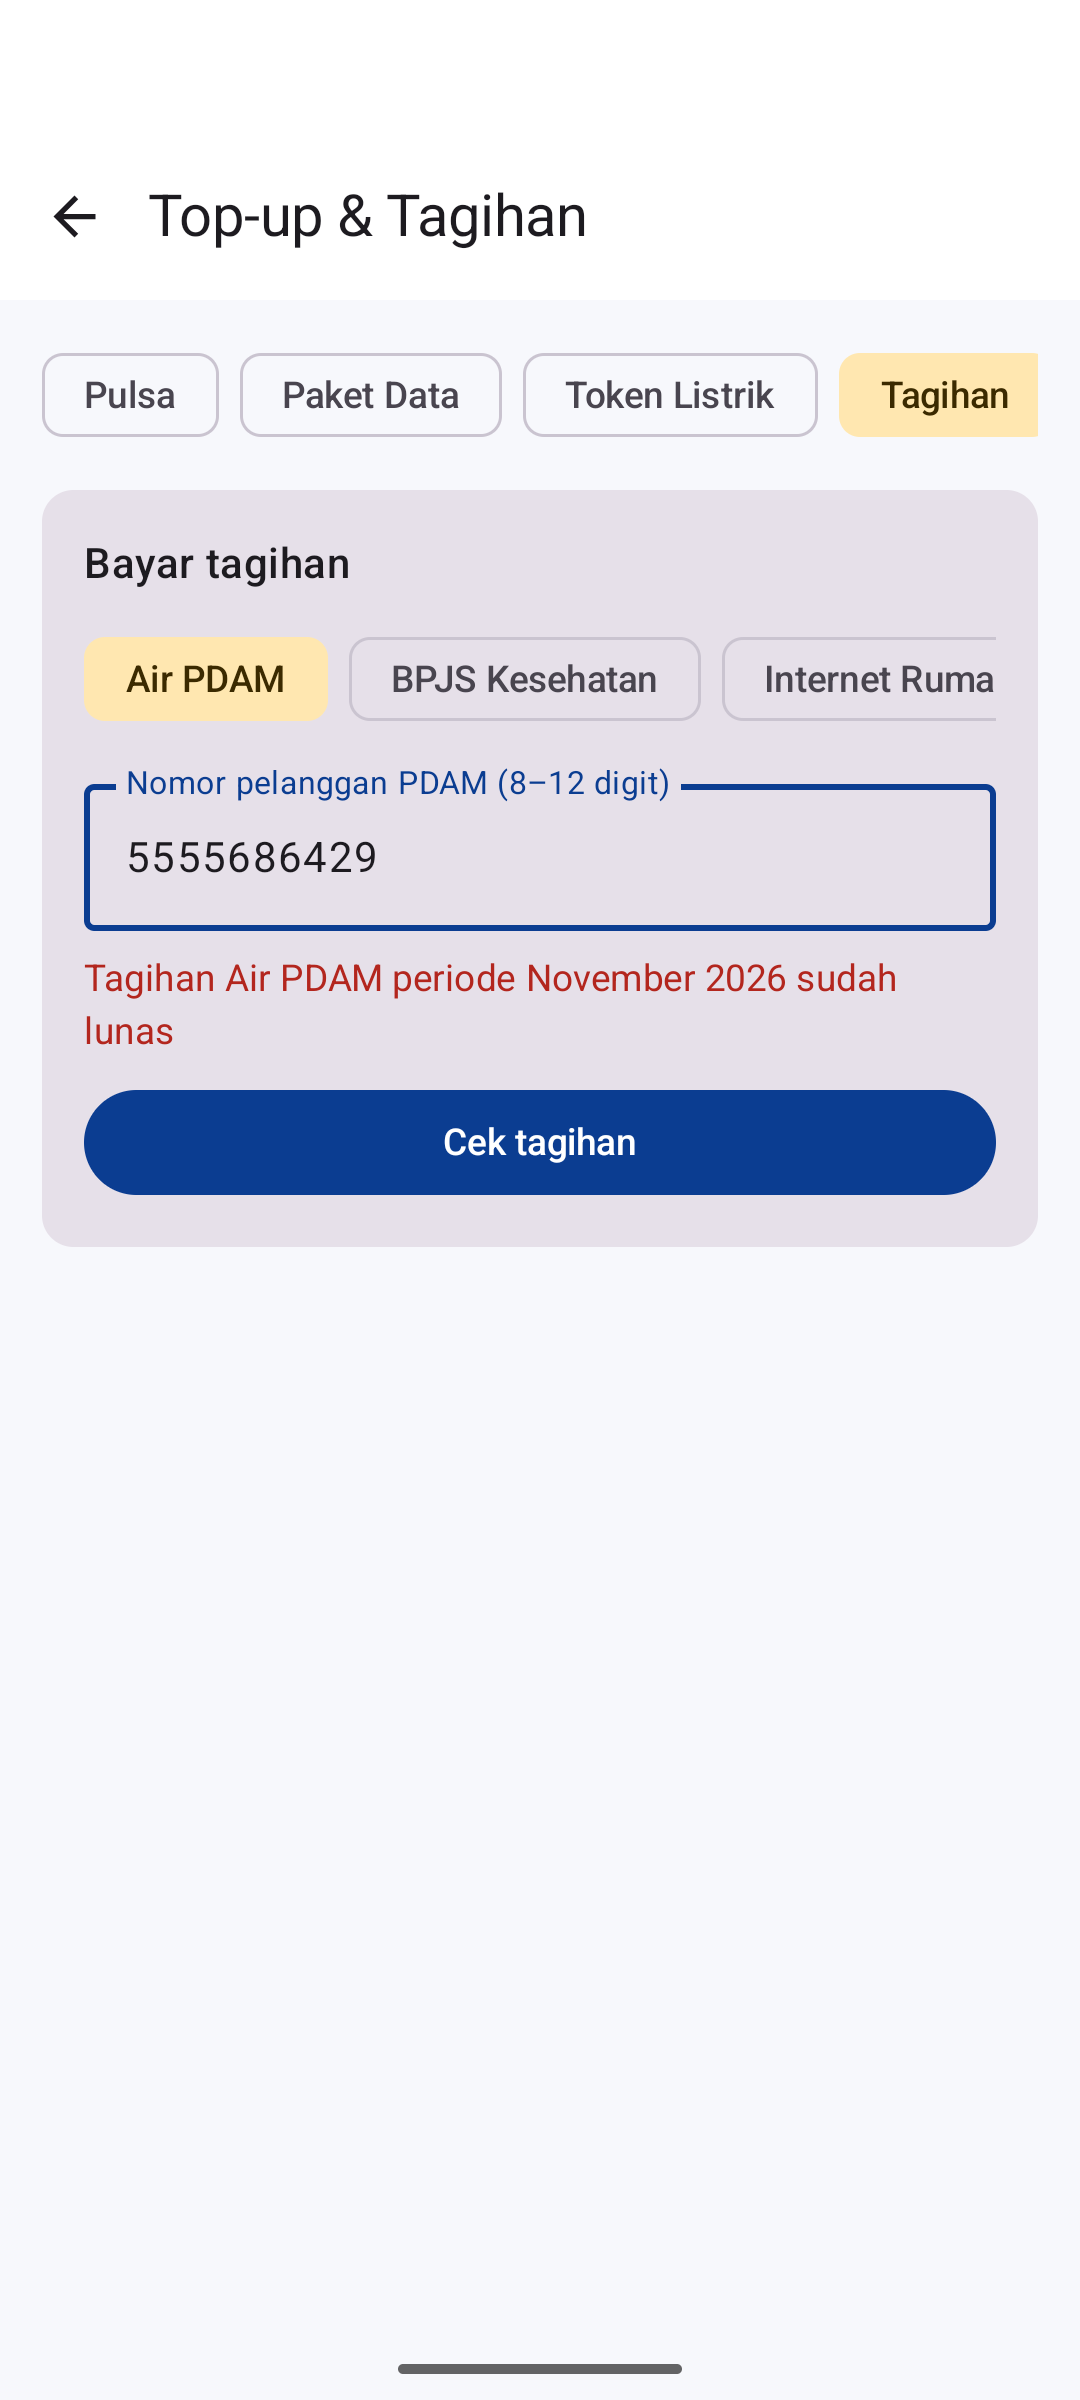 Top-up & Tagihan
Pulsa
Paket Data
Token Listrik
Tagihan
Bayar tagihan
Air PDAM
BPJS Kesehatan
Internet Ruma
Nomor pelanggan PDAM (8–12 digit)
5555686429
Tagihan Air PDAM periode November 2026 sudah
lunas
Cek tagihan